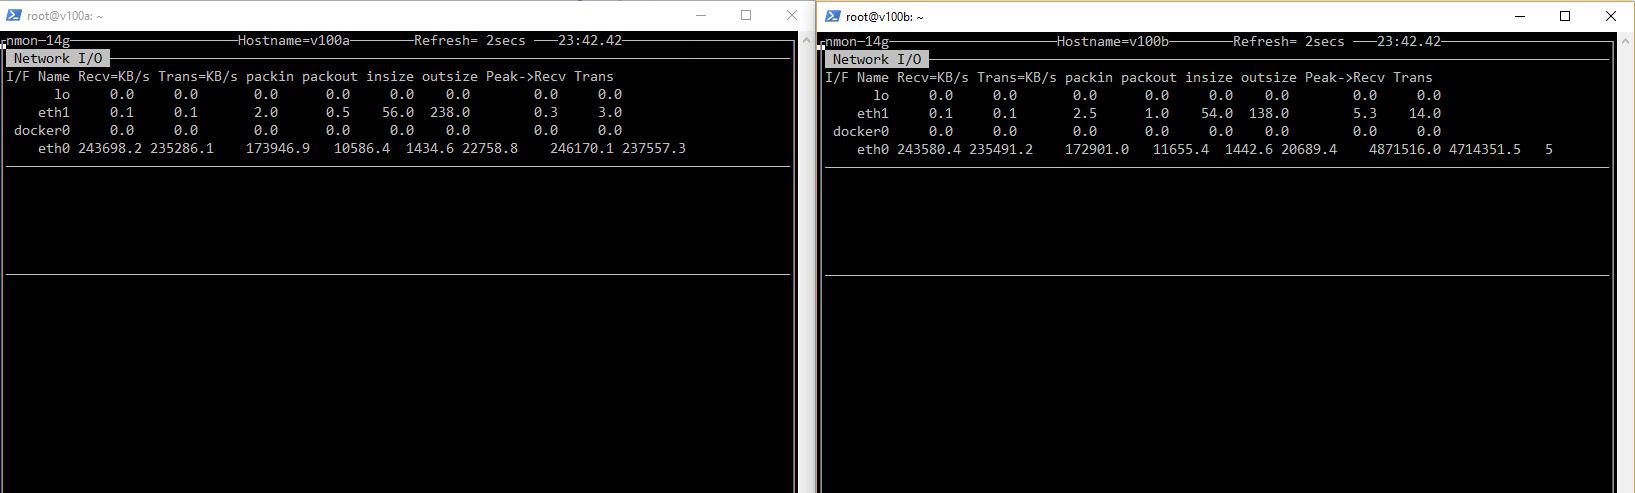 root@v100a: ~
nmon─14g Hostname=v100a Refresh= 2secs 23:42.42
Network I/O
I/F Name Recv=KB/s Trans=KB/s packin packout insize outsize Peak->Recv Trans
lo 0.0 0.0 0.0 0.0 0.0 0.0 0.0 0.0
eth1 0.1 0.1 2.0 0.5 56.0 238.0 0.3 3.0
docker0 0.0 0.0 0.0 0.0 0.0 0.0 0.0 0.0
eth0 243698.2 235286.1 173946.9 10586.4 1434.6 22758.8 246170.1 237557.3
root@v100b: ~
nmon─14g Hostname=v100b Refresh= 2secs 23:42.42
Network I/O
I/F Name Recv=KB/s Trans=KB/s packin packout insize outsize Peak->Recv Trans
lo 0.0 0.0 0.0 0.0 0.0 0.0 0.0 0.0
eth1 0.1 0.1 2.5 1.0 54.0 138.0 5.3 14.0
docker0 0.0 0.0 0.0 0.0 0.0 0.0 0.0 0.0
eth0 243580.4 235491.2 172901.0 11655.4 1442.6 20689.4 4871516.0 4714351.5 5